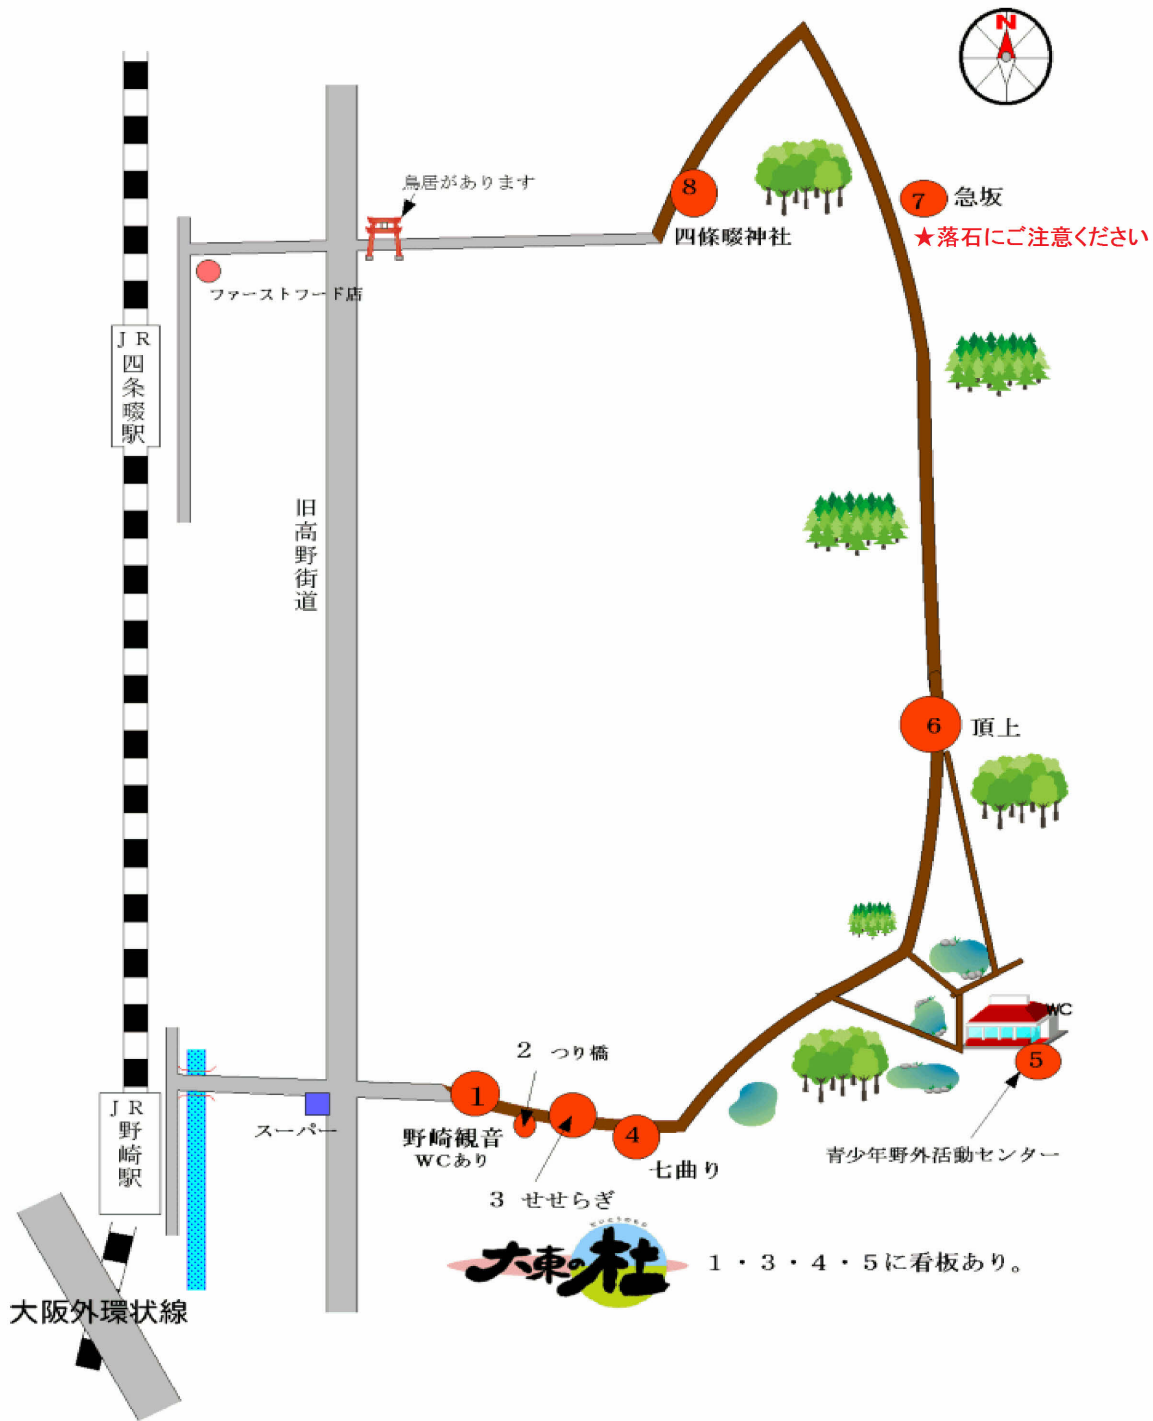 N
鳥居があります
8
7
急坂
四條畷神社
★落石にご注意ください
ファーストフード店
ＪＲ
四条畷駅
旧高野街道
6
頂上
WC
5
2 つり橋
1
野崎観音
WCあり
4
七曲り
スーパー
ＪＲ
野崎駅
青少年野外活動センター
3 せせらぎ
大東の杜
１・３・４・５に看板あり。
大阪外環状線